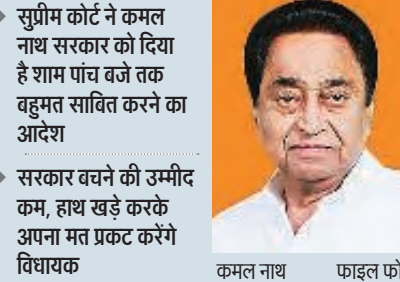 सुप्रीम कोर्ट ने कमल
नाथ सरकार को दिया
है शाम पांच बजे तक
बहुमत साबित करने का
आदेश
सरकार बचने की उम्मीद
कम, हाथ खड़े करके
अपना मत प्रकट करेंगे
विधायक
कमल नाथ फाइल